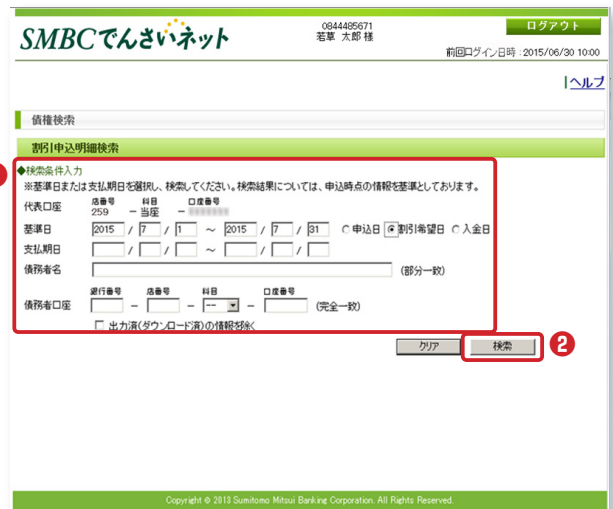 SMBCでんさいネット
0844485671
若草 太郎 様
ログアウト
前回ログイン日時：2015/06/30 10:00
|ヘルプ
債権検索
割引申込明細検索
◆検索条件入力
※基準日または支払期日を選択し、検索してください。検索結果については、申込時点の情報を基準としております。
店番号 科目 口座番号
代表口座 259 － 当座 －
基準日 2015 / 7 / 1 ～ 2015 / 7 / 31 申込日 割引希望日 入金日
支払期日 / / ～ / /
債務者名 (部分一致)
銀行番号 店番号 科目 口座番号
債務者口座 － － -- － (完全一致)
出力済(ダウンロード済)の情報を除く
クリア 検索 2
Copyright © 2013 Sumitomo Mitsui Banking Corporation. All Rights Reserved.